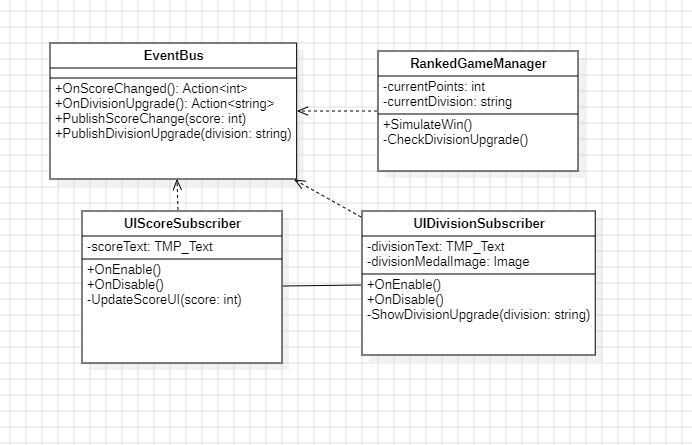 EventBus
+OnScoreChanged(): Action<int>
+OnDivisionUpgrade(): Action<string>
+PublishScoreChange(score: int)
+PublishDivisionUpgrade(division: string)
RankedGameManager
-currentPoints: int
-currentDivision: string
+SimulateWin()
-CheckDivisionUpgrade()
UIScoreSubscriber
-scoreText: TMP_Text
+OnEnable()
+OnDisable()
-UpdateScoreUI(score: int)
UIDivisionSubscriber
-divisionText: TMP_Text
-divisionMedalImage: Image
+OnEnable()
+OnDisable()
-ShowDivisionUpgrade(division: string)